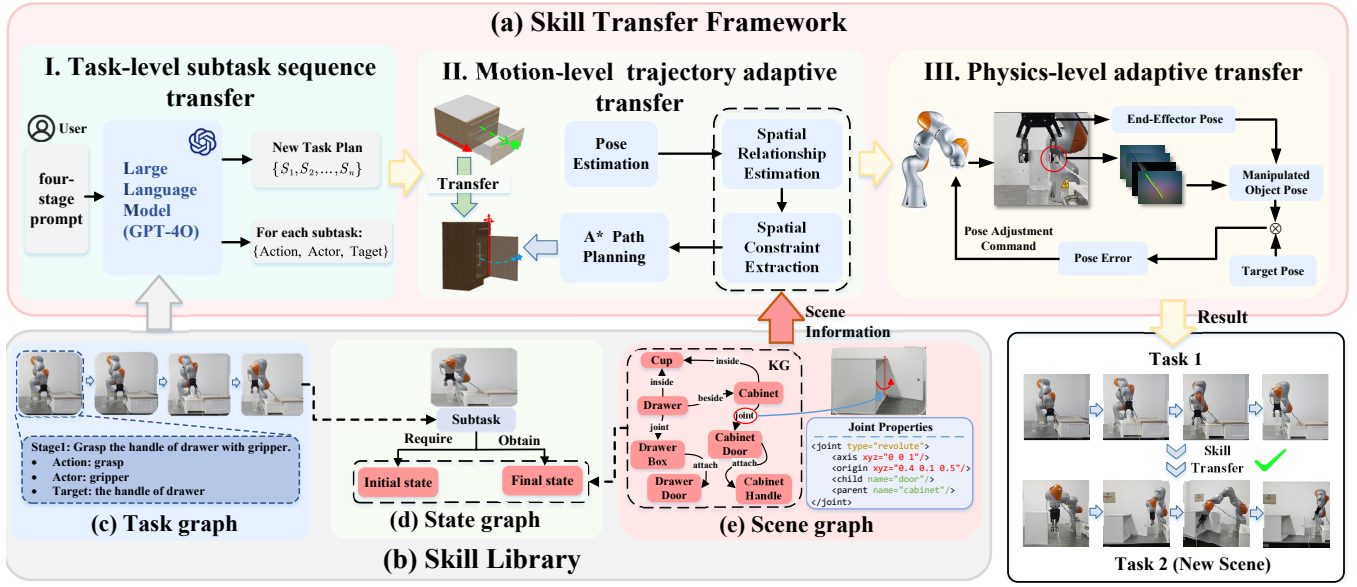 (a) Skill Transfer Framework
I. Task-level subtask sequence
transfer
User
four-
stage
prompt
Large
Language
Model
(GPT-4O)
New Task Plan
{S1,S2,...,Sn}
For each subtask:
{Action, Actor, Taget}
II. Motion-level trajectory adaptive
transfer
Transfer
Pose
Estimation
Spatial
Relationship
Estimation
A* Path
Planning
Spatial
Constraint
Extraction
III. Physics-level adaptive transfer
End-Effector Pose
Manipulated
Object Pose
Pose Adjustment
Command
Pose Error
Target Pose
Scene
Information
Result
Stage1: Grasp the handle of drawer with gripper.
• Action: grasp
• Actor: gripper
• Target: the handle of drawer
(c) Task graph
Subtask
Require
Obtain
Initial state
Final state
(d) State graph
KG
Cup
inside
inside
Cabinet
Drawer
beside
joint
joint
Drawer
Box
Cabinet
Door
attach
attach
Drawer
Door
Cabinet
Handle
Joint Properties
<joint type="revolute">
<axis xyz="0 0 1"/>
<origin xyz="0.4 0.1 0.5"/>
<child name="door"/>
<parent name="cabinet"/>
</joint>
(e) Scene graph
(b) Skill Library
Task 1
Skill
Transfer
Task 2 (New Scene)